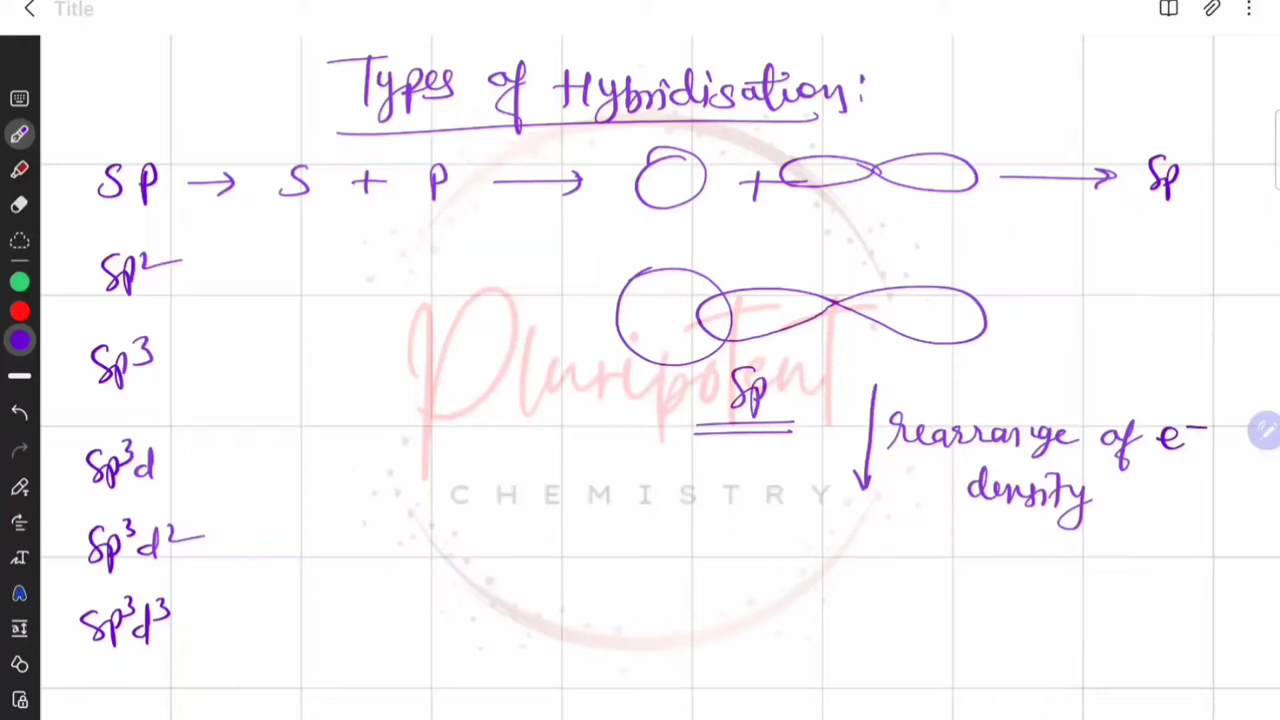 Title
Types of Hybridisation:
SP → S + P → + → Sp
Sp²
Sp³
Sp
Pluripotent
rearrange of e⁻
Sp³d
density
CHEMISTRY
Sp³d²
Sp³d³